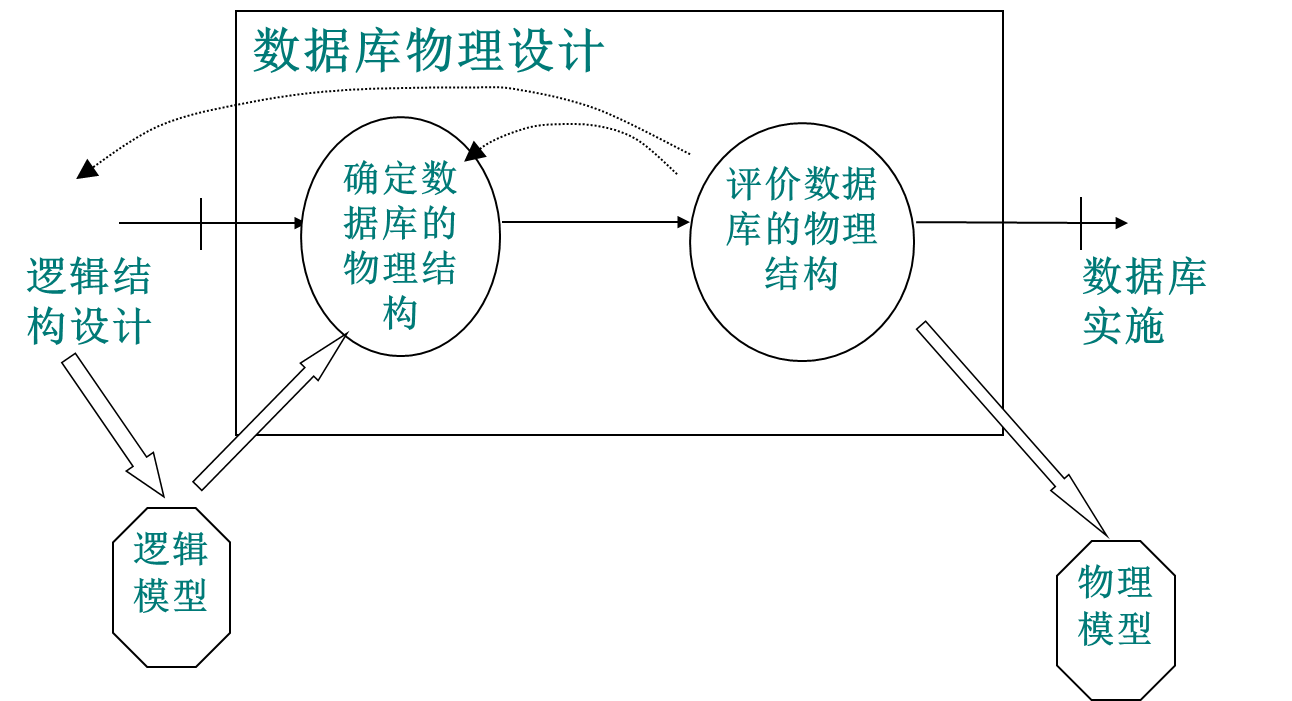 数据库物理设计
确定数
据库的
物理结
构
评价数据
库的物理
结构
逻辑结
构设计
数据库
实施
逻辑
模型
物理
模型